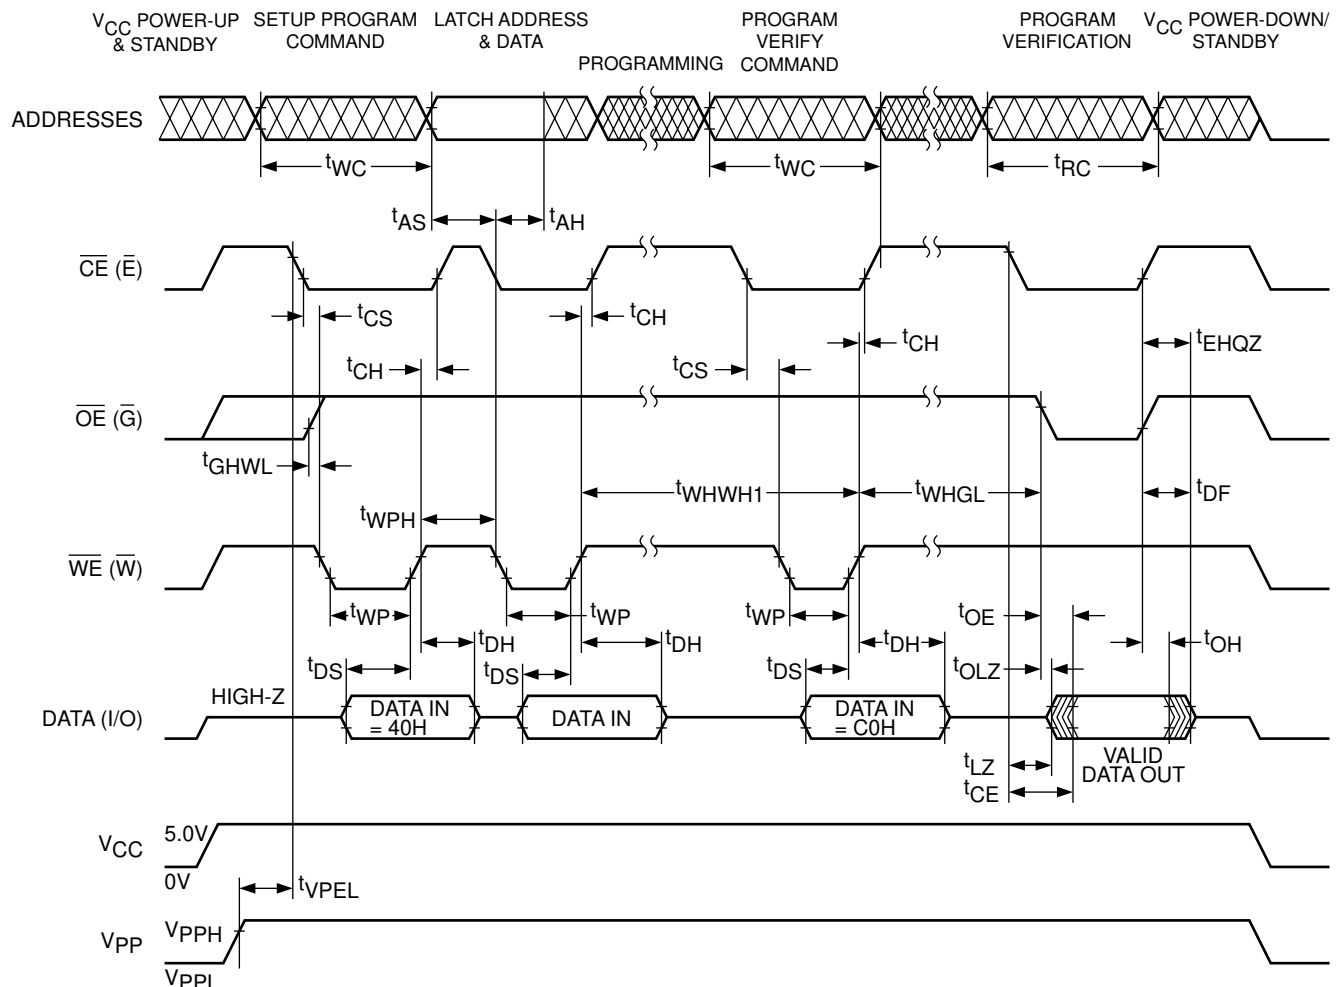 VCC POWER-UP & STANDBY
SETUP PROGRAM COMMAND
LATCH ADDRESS & DATA
PROGRAMMING
PROGRAM VERIFY COMMAND
PROGRAM VERIFICATION
VCC POWER-DOWN/ STANDBY
ADDRESSES
tWC
tWC
tRC
tAS
tAH
CE (E)
tCS
tCH
tCH
tCS
tCH
tEHQZ
OE (G)
tGHWL
tWHWH1
tWHGL
tDF
tWPH
WE (W)
tWP
tWP
tWP
tOE
tDH
tDH
tDH
tOH
tDS
tDS
tDS
tOLZ
HIGH-Z
DATA (I/O)
DATA IN = 40H
DATA IN
DATA IN = C0H
VALID DATA OUT
tLZ
tCE
VCC
5.0V
0V
tVPEL
VPP
VPPH
VPPL